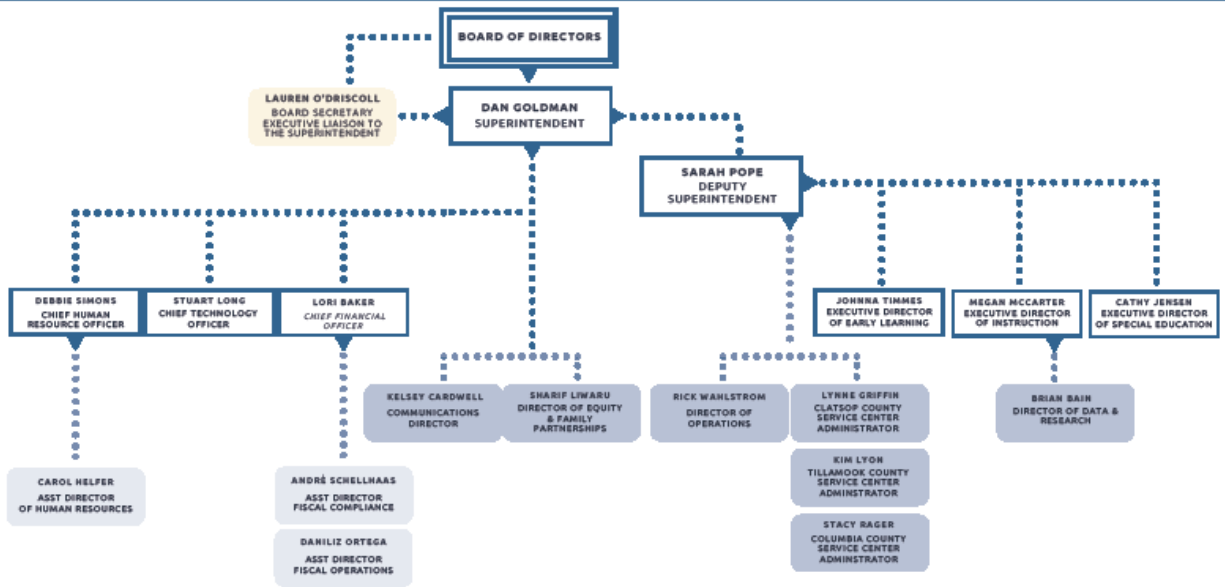 BOARD OF DIRECTORS
LAUREN O'DRISCOLL
BOARD SECRETARY
EXECUTIVE LIAISON TO
THE SUPERINTENDENT
DAN GOLDMAN
SUPERINTENDENT
SARAH POPE
DEPUTY
SUPERINTENDENT
DEBBIE SIMONS
CHIEF HUMAN
RESOURCE OFFICER
STUART LONG
CHIEF TECHNOLOGY
OFFICER
LORI BAKER
CHIEF FINANCIAL
OFFICER
JOHNNA TIMMES
EXECUTIVE DIRECTOR
OF EARLY LEARNING
MEGAN MCCARTER
EXECUTIVE DIRECTOR
OF INSTRUCTION
CATHY JENSEN
EXECUTIVE DIRECTOR
OF SPECIAL EDUCATION
KELSEY CARDWELL
COMMUNICATIONS
DIRECTOR
SHARIF LIWARU
DIRECTOR OF EQUITY
& FAMILY
PARTNERSHIPS
RICK WAHLSTROM
DIRECTOR OF
OPERATIONS
LYNNE GRIFFIN
CLATSOP COUNTY
SERVICE CENTER
ADMINISTRATOR
BRIAN BAIN
DIRECTOR OF DATA &
RESEARCH
KIM LYON
TILLAMOOK COUNTY
SERVICE CENTER
ADMINSTRATOR
STACY RAGER
COLUMBIA COUNTY
SERVICE CENTER
ADMINSTRATOR
CAROL HELFER
ASST DIRECTOR
OF HUMAN RESOURCES
ANDRÉ SCHELLHAAS
ASST DIRECTOR
FISCAL COMPLIANCE
DANILIZ ORTEGA
ASST DIRECTOR
FISCAL OPERATIONS